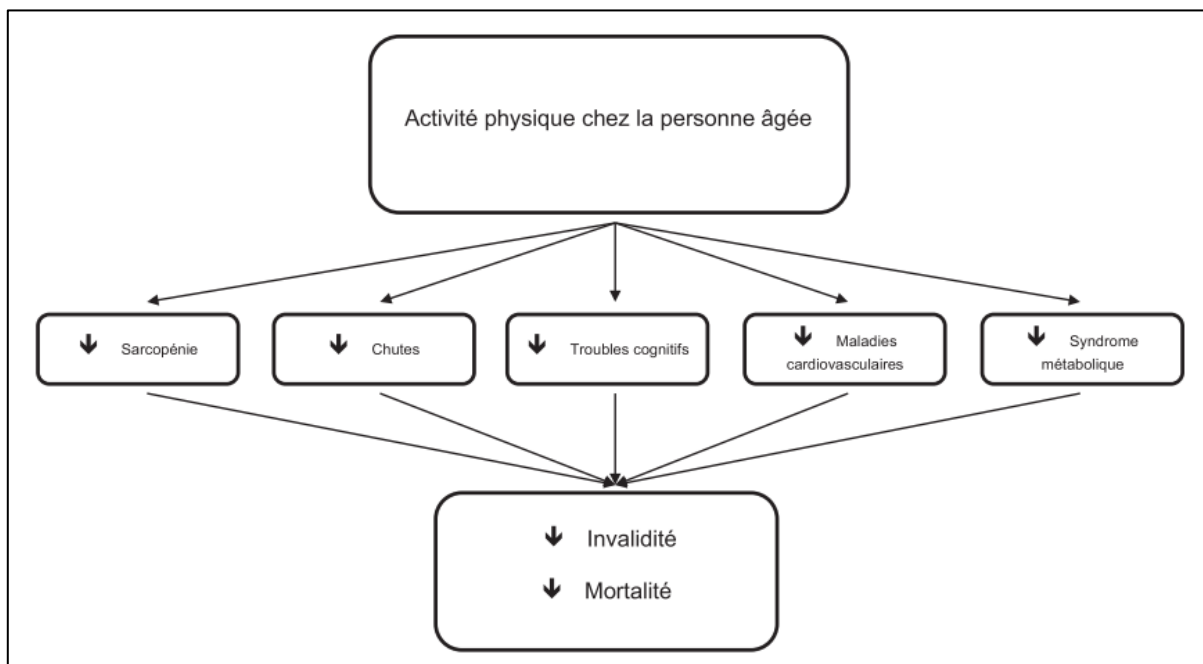 Activité physique chez la personne âgée
🡻 Sarcopénie
🡻 Chutes
🡻 Troubles cognitifs
🡻 Maladies
cardiovasculaires
🡻 Syndrome
métabolique
🡻 Invalidité
🡻 Mortalité